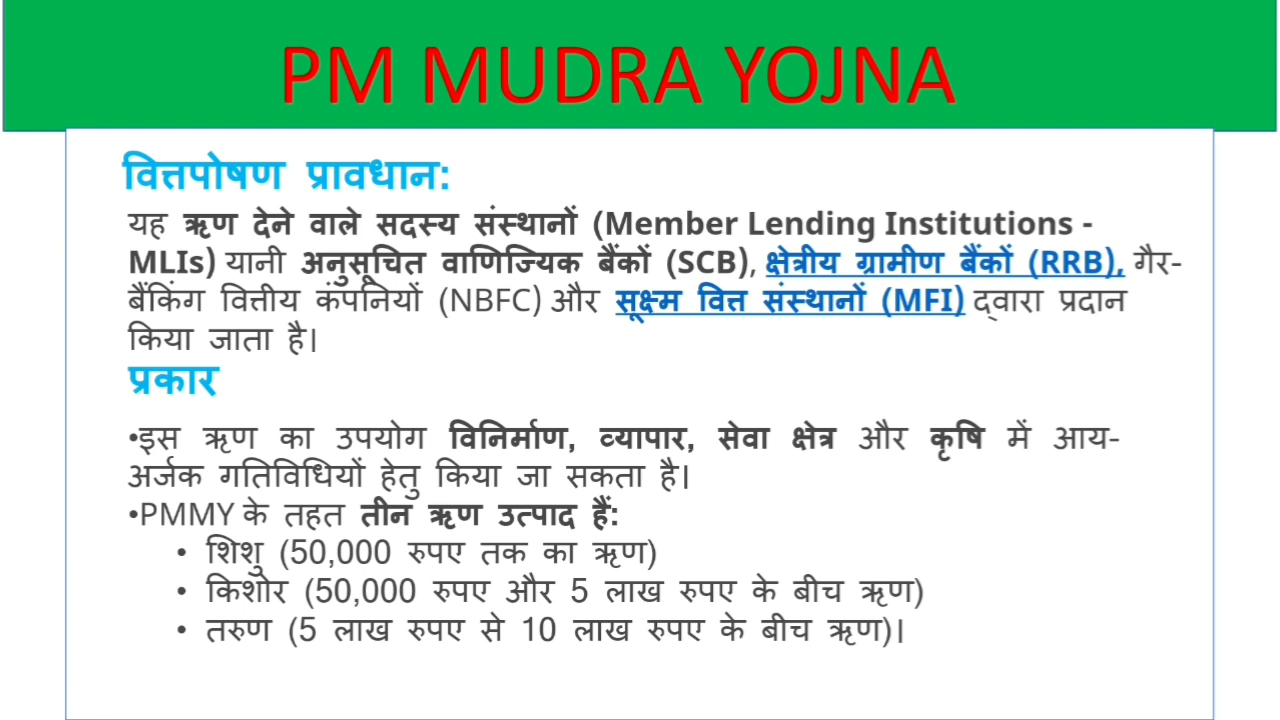 PM MUDRA YOJNA
वित्तपोषण प्रावधान:
यह ऋण देने वाले सदस्य संस्थानों (Member Lending Institutions -
MLIs) यानी अनुसूचित वाणिज्यिक बैंकों (SCB), क्षेत्रीय ग्रामीण बैंकों (RRB), गैर-
बैंकिंग वित्तीय कंपनियों (NBFC) और सूक्ष्म वित्त संस्थानों (MFI) द्वारा प्रदान
किया जाता है।
प्रकार
•इस ऋण का उपयोग विनिर्माण, व्यापार, सेवा क्षेत्र और कृषि में आय-
अर्जक गतिविधियों हेतु किया जा सकता है।
•PMMY के तहत तीन ऋण उत्पाद हैं:
• शिशु (50,000 रुपए तक का ऋण)
• किशोर (50,000 रुपए और 5 लाख रुपए के बीच ऋण)
• तरुण (5 लाख रुपए से 10 लाख रुपए के बीच ऋण)।